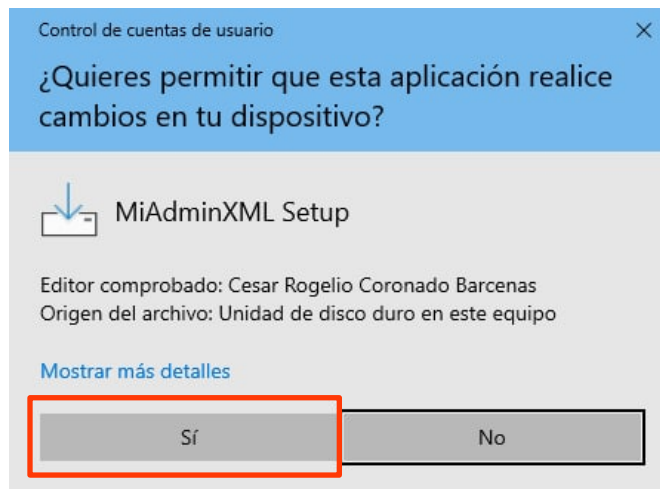 Control de cuentas de usuario
¿Quieres permitir que esta aplicación realice
cambios en tu dispositivo?
MiAdminXML Setup
Editor comprobado: Cesar Rogelio Coronado Barcenas
Origen del archivo: Unidad de disco duro en este equipo
Mostrar más detalles
Sí
No